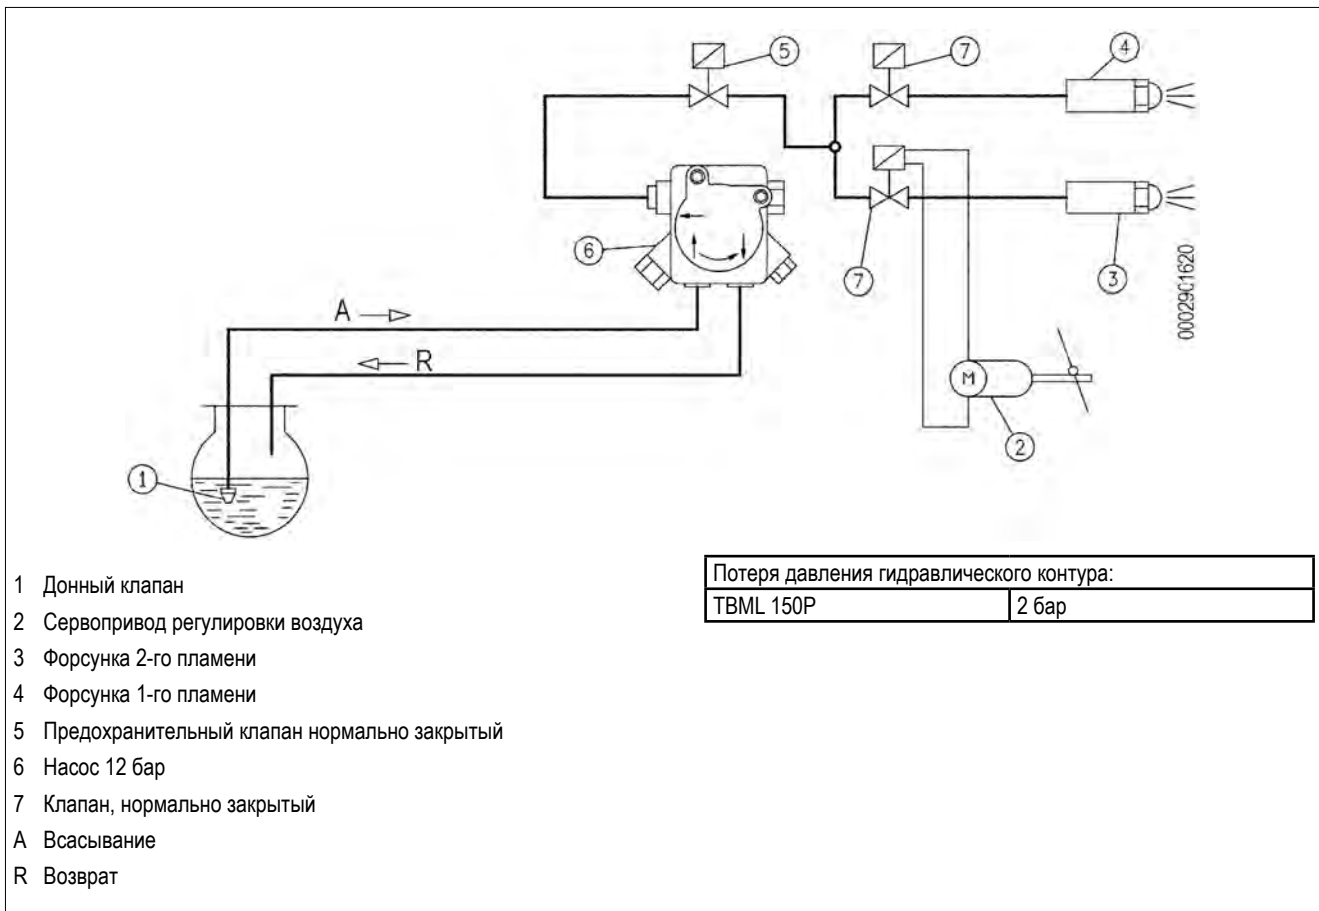 5
7
4
6
7
3
0002901620
A
R
M
2
1
1 Донный клапан
2 Сервопривод регулировки воздуха
3 Форсунка 2-го пламени
4 Форсунка 1-го пламени
5 Предохранительный клапан нормально закрытый
6 Насос 12 бар
7 Клапан, нормально закрытый
A Всасывание
R Возврат
Потеря давления гидравлического контура:
TBML 150P 2 бар